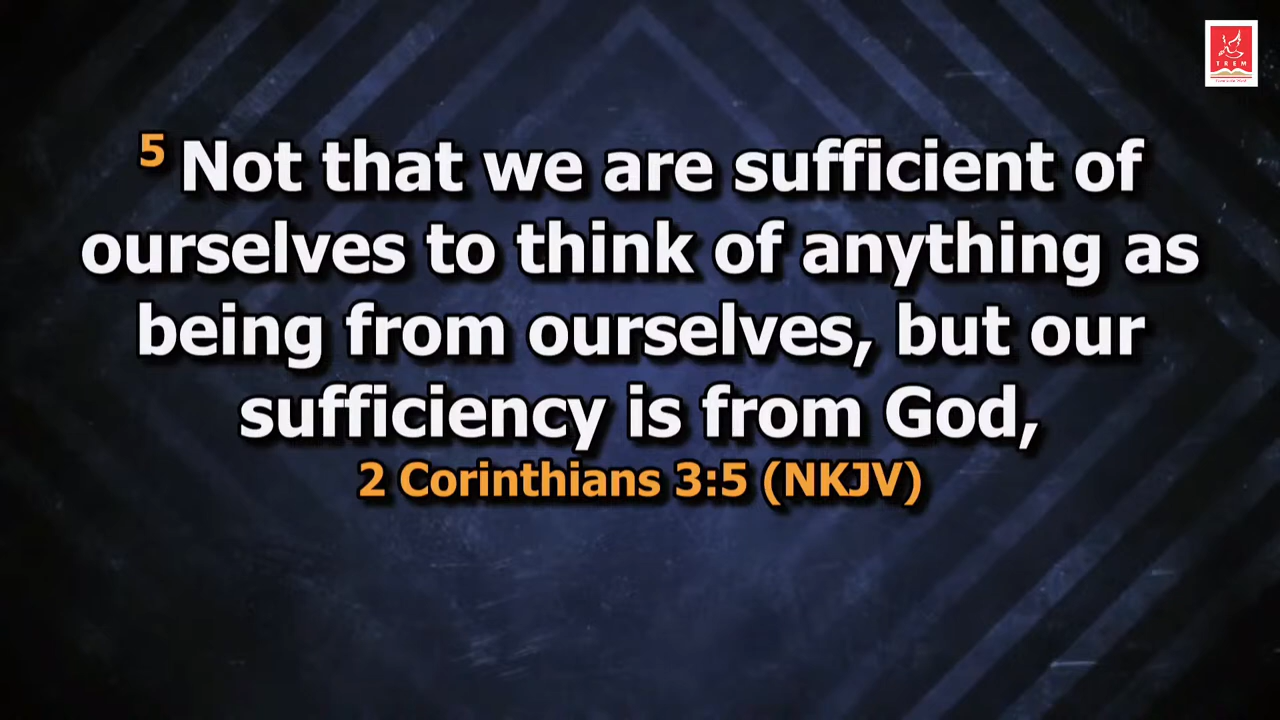 TREM
5 Not that we are sufficient of
ourselves to think of anything as
being from ourselves, but our
sufficiency is from God,
2 Corinthians 3:5 (NKJV)